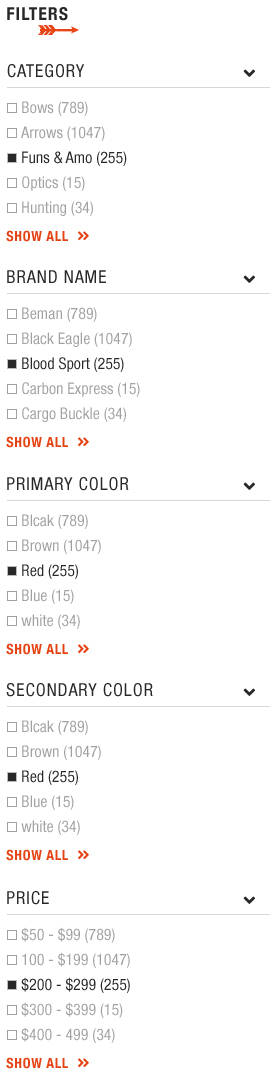 FILTERS
CATEGORY
Bows (789)
Arrows (1047)
Funs & Amo (255)
Optics (15)
Hunting (34)
SHOW ALL »
BRAND NAME
Beman (789)
Black Eagle (1047)
Blood Sport (255)
Carbon Express (15)
Cargo Buckle (34)
SHOW ALL »
PRIMARY COLOR
Blcak (789)
Brown (1047)
Red (255)
Blue (15)
white (34)
SHOW ALL »
SECONDARY COLOR
Blcak (789)
Brown (1047)
Red (255)
Blue (15)
white (34)
SHOW ALL »
PRICE
$50 - $99 (789)
100 - $199 (1047)
$200 - $299 (255)
$300 - $399 (15)
$400 - 499 (34)
SHOW ALL »